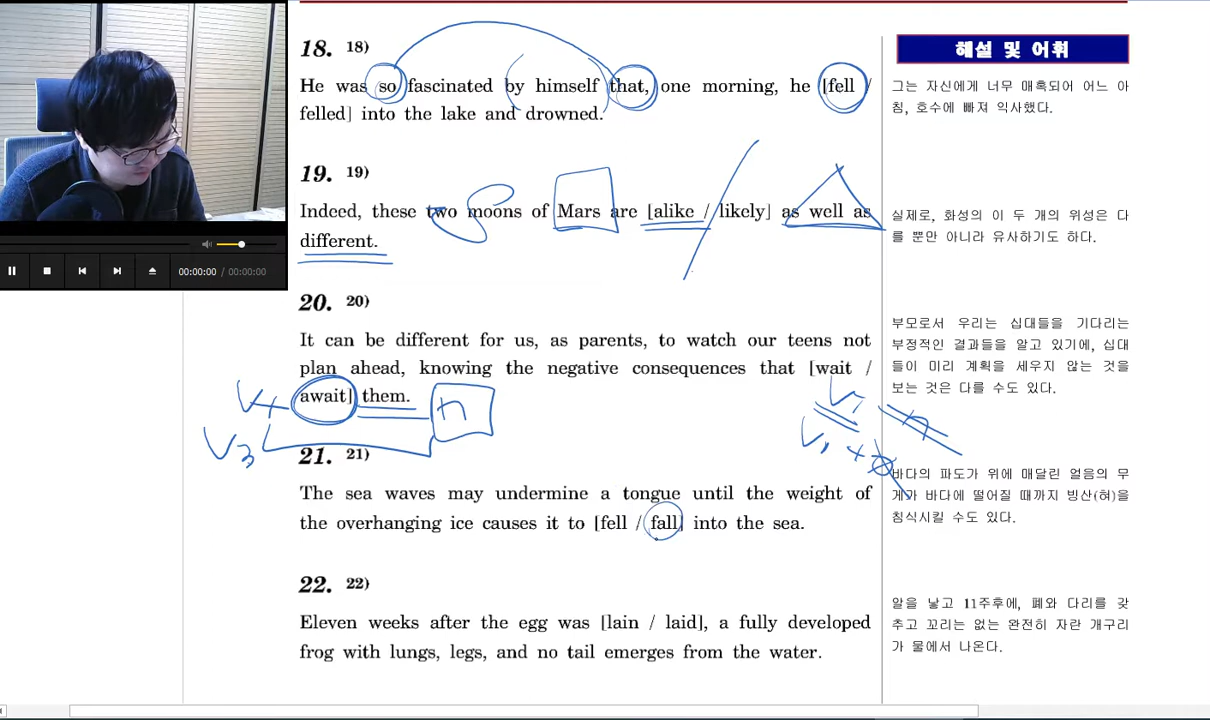 18. 18)
He was so fascinated by himself that, one morning, he [fell /
felled] into the lake and drowned.
19. 19)
Indeed, these two moons of Mars are [alike / likely] as well as
different.
20. 20)
It can be different for us, as parents, to watch our teens not
plan ahead, knowing the negative consequences that [wait /
await] them.
V4
n
V3
V1
n
V1 +
21. 21)
The sea waves may undermine a tongue until the weight of
the overhanging ice causes it to [fell / fall] into the sea.
22. 22)
Eleven weeks after the egg was [lain / laid], a fully developed
frog with lungs, legs, and no tail emerges from the water.
해설 및 어휘
그는 자신에게 너무 매혹되어 어느 아
침, 호수에 빠져 익사했다.
실제로, 화성의 이 두 개의 위성은 다
를 뿐만 아니라 유사하기도 하다.
부모로서 우리는 십대들을 기다리는
부정적인 결과들을 알고 있기에, 십대
들이 미리 계획을 세우지 않는 것을
보는 것은 다를 수도 있다.
바다의 파도가 위에 매달린 얼음의 무
게가 바다에 떨어질 때까지 빙산(혀)을
침식시킬 수도 있다.
알을 낳고 11주후에, 폐와 다리를 갖
추고 꼬리는 없는 완전히 자란 개구리
가 물에서 나온다.
00:00:00 / 00:00:00